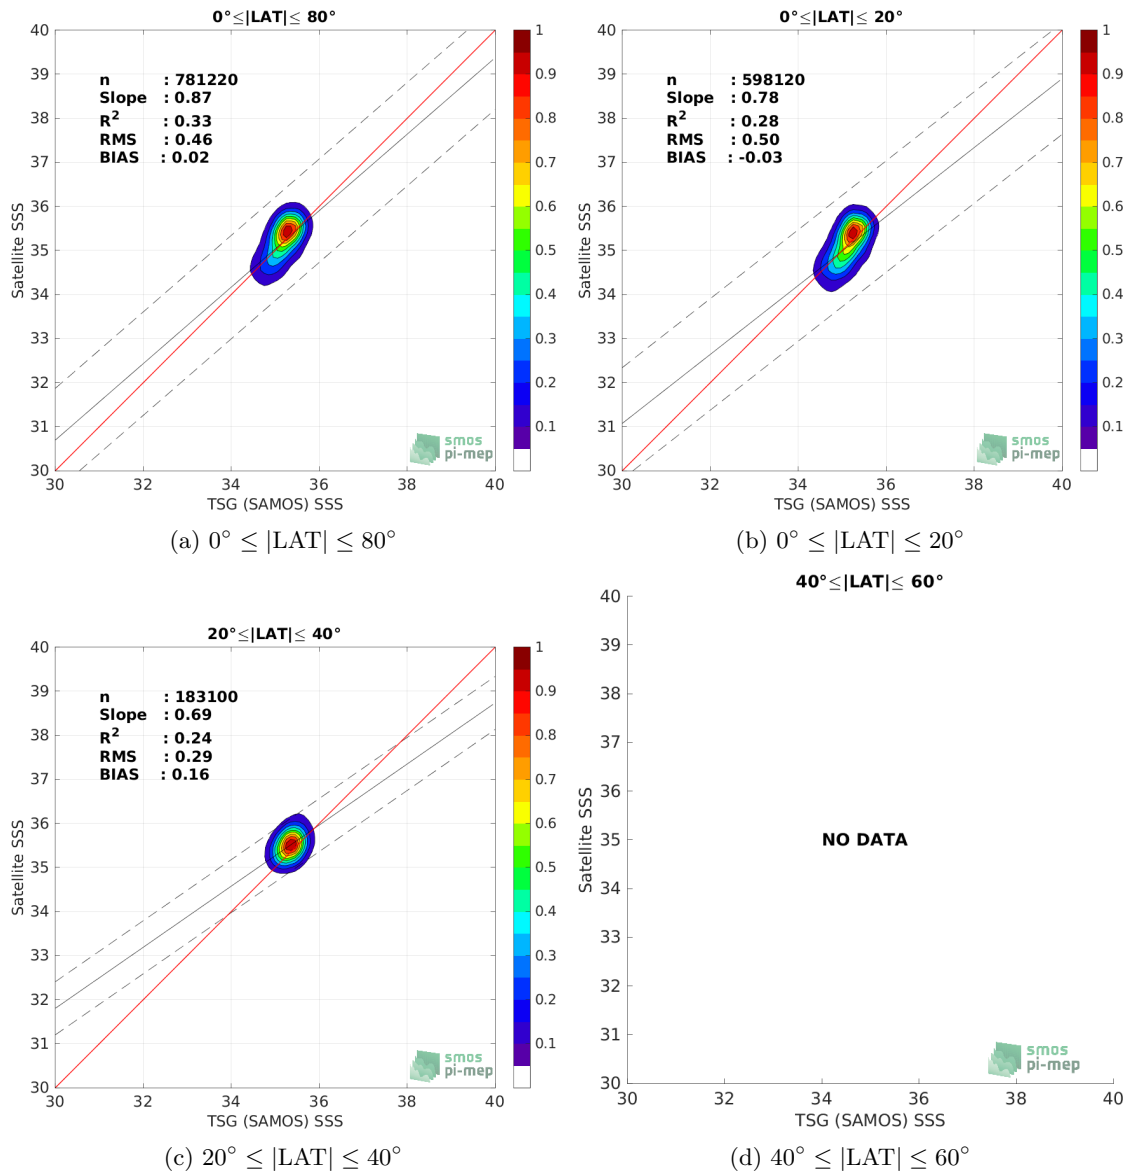 0°≤|LAT|≤ 80°
40
39
38
37
36
35
34
33
32
31
30
Satellite SSS
n : 781220
Slope : 0.87
R² : 0.33
RMS : 0.46
BIAS : 0.02
smos
pi-mep
30 32 34 36 38 40
TSG (SAMOS) SSS
1
0.9
0.8
0.7
0.6
0.5
0.4
0.3
0.2
0.1
(a) 0° ≤ |LAT| ≤ 80°
0°≤|LAT|≤ 20°
40
39
38
37
36
35
34
33
32
31
30
Satellite SSS
n : 598120
Slope : 0.78
R² : 0.28
RMS : 0.50
BIAS : -0.03
smos
pi-mep
30 32 34 36 38 40
TSG (SAMOS) SSS
1
0.9
0.8
0.7
0.6
0.5
0.4
0.3
0.2
0.1
(b) 0° ≤ |LAT| ≤ 20°
20°≤|LAT|≤ 40°
40
39
38
37
36
35
34
33
32
31
30
Satellite SSS
n : 183100
Slope : 0.69
R² : 0.24
RMS : 0.29
BIAS : 0.16
smos
pi-mep
30 32 34 36 38 40
TSG (SAMOS) SSS
1
0.9
0.8
0.7
0.6
0.5
0.4
0.3
0.2
0.1
(c) 20° ≤ |LAT| ≤ 40°
40°≤|LAT|≤ 60°
40
39
38
37
36
35
34
33
32
31
30
Satellite SSS
NO DATA
smos
pi-mep
30 32 34 36 38 40
TSG (SAMOS) SSS
(d) 40° ≤ |LAT| ≤ 60°